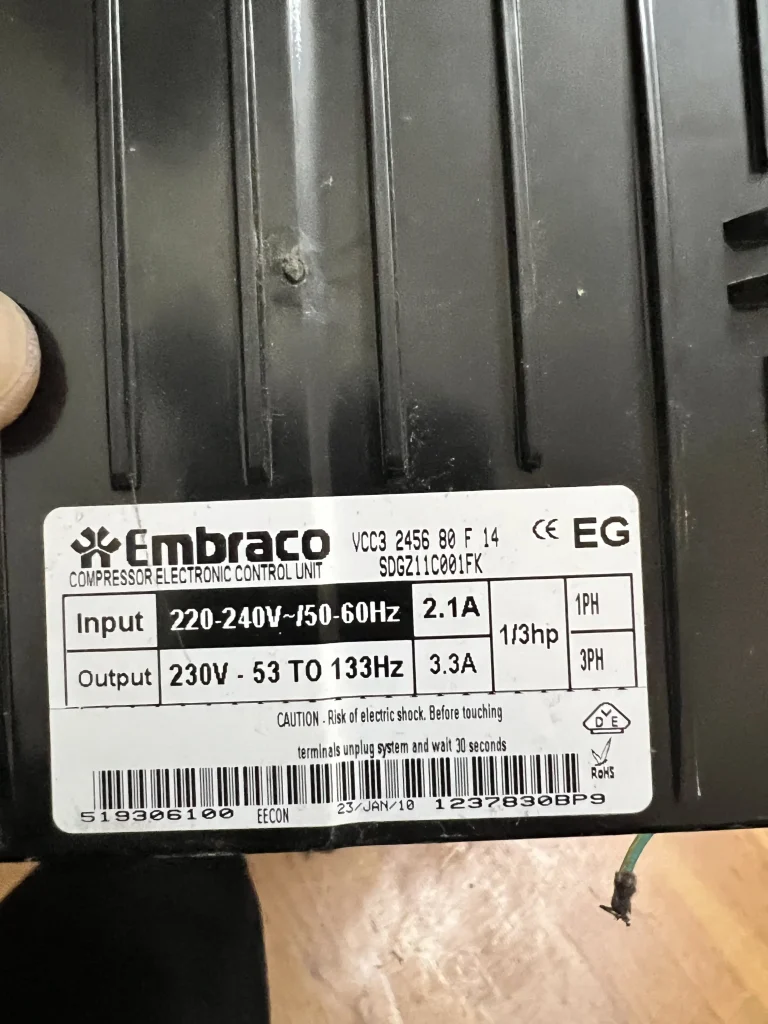 Embraco VCC3 2456 80 F 14 CE EG
COMPRESSOR ELECTRONIC CONTROL UNIT SDGZ11C001FK
Input 220-240V~/50-60Hz 2.1A 1/3hp 1PH
Output 230V - 53 TO 133Hz 3.3A 3PH
CAUTION - Risk of electric shock. Before touching
terminals unplug system and wait 30 seconds
VDE
RoHS
519306100 EECON 23/JAN/10 1237830BP9